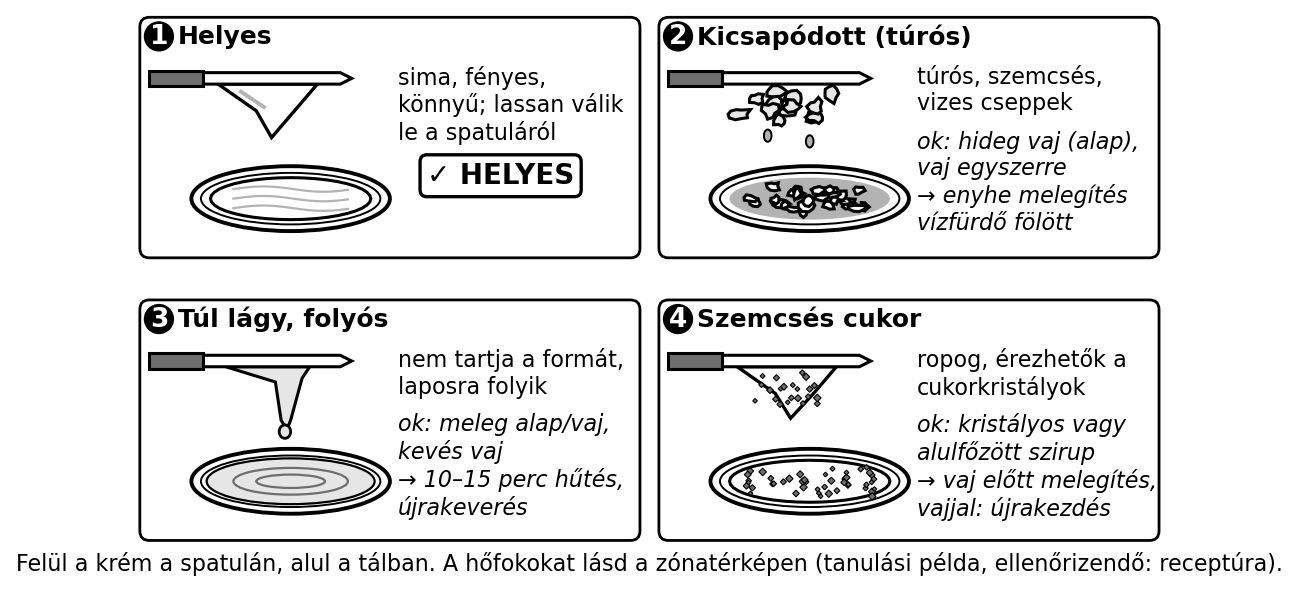 1 Helyes
sima, fényes,
könnyű; lassan válik
le a spatuláról
✓ HELYES
2 Kicsapódott (túrós)
túrós, szemcsés,
vizes cseppek
ok: hideg vaj (alap),
vaj egyszerre
→ enyhe melegítés
vízfürdő fölött
3 Túl lágy, folyós
nem tartja a formát,
laposra folyik
ok: meleg alap/vaj,
kevés vaj
→ 10–15 perc hűtés,
újrakeverés
4 Szemcsés cukor
ropog, érezhetők a
cukorkristályok
ok: kristályos vagy
alulfőzött szirup
→ vaj előtt melegítés,
vajjal: újrakezdés
Felül a krém a spatulán, alul a tálban. A hőfokokat lásd a zónatérképen (tanulási példa, ellenőrizendő: receptúra).